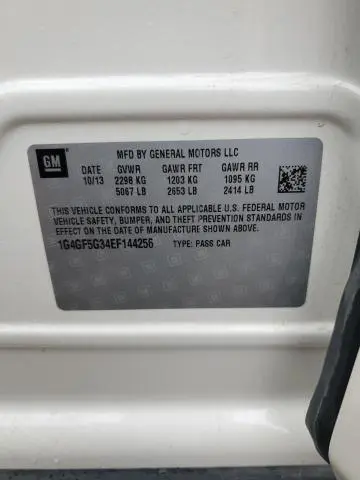 GM
MFD BY GENERAL MOTORS LLC
DATE GVWR GAWR FRT GAWR RR
10/13 2298 KG 1203 KG 1095 KG
5067 LB 2653 LB 2414 LB
THIS VEHICLE CONFORMS TO ALL APPLICABLE U.S. FEDERAL MOTOR
VEHICLE SAFETY, BUMPER, AND THEFT PREVENTION STANDARDS IN
EFFECT ON THE DATE OF MANUFACTURE SHOWN ABOVE.
1G4GF5G34EF144256 TYPE: PASS CAR